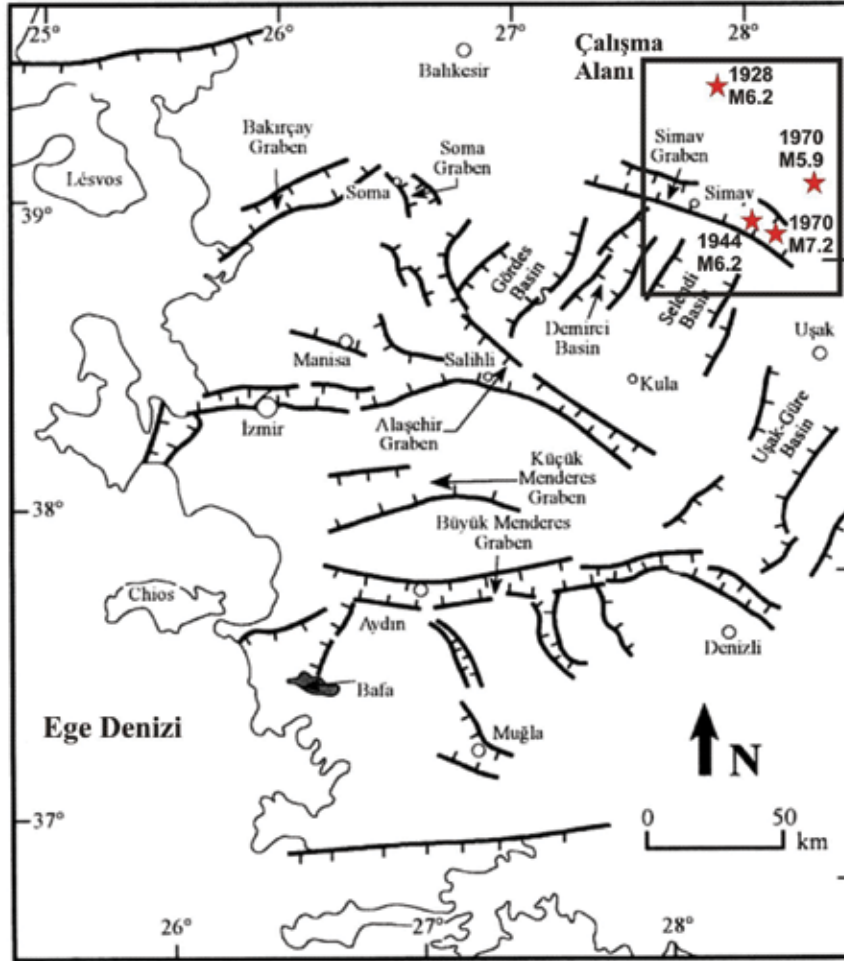 25°
26°
27°
28°
Çalışma
Alanı
1928
M6.2
Bahkesir
Bakırçay
Graben
Soma
Graben
Simav
Graben
1970
M5.9
Lésvos
Soma
Simav
39°
1944
M6.2
1970
M7.2
Gördes
Basin
Demirci
Basin
Selendi
Basin
Uşak
Manisa
Salihli
Kula
İzmir
Alaşehir
Graben
Uşak-Güre
Basin
Küçük
Menderes
Graben
38°
Büyük Menderes
Graben
Chios
Aydın
Denizli
Bafa
Ege Denizi
Muğla
N
37°
0
50
km
26°
27°
28°